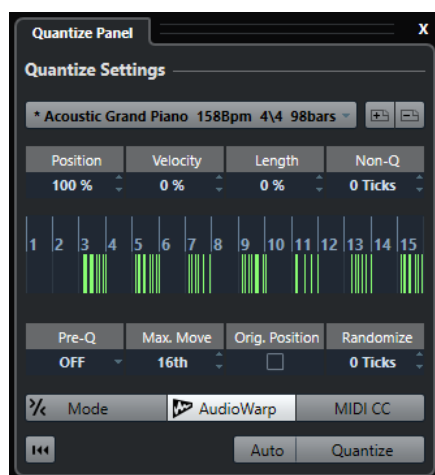 Quantize Panel X
Quantize Settings
* Acoustic Grand Piano 158Bpm 4\4 98bars
Position Velocity Length Non-Q
100 % 0 % 0 % 0 Ticks
1 2 3 4 5 6 7 8 9 10 11 12 13 14 15
Pre-Q Max. Move Orig. Position Randomize
OFF 16th 0 Ticks
Mode AudioWarp MIDI CC
Auto Quantize